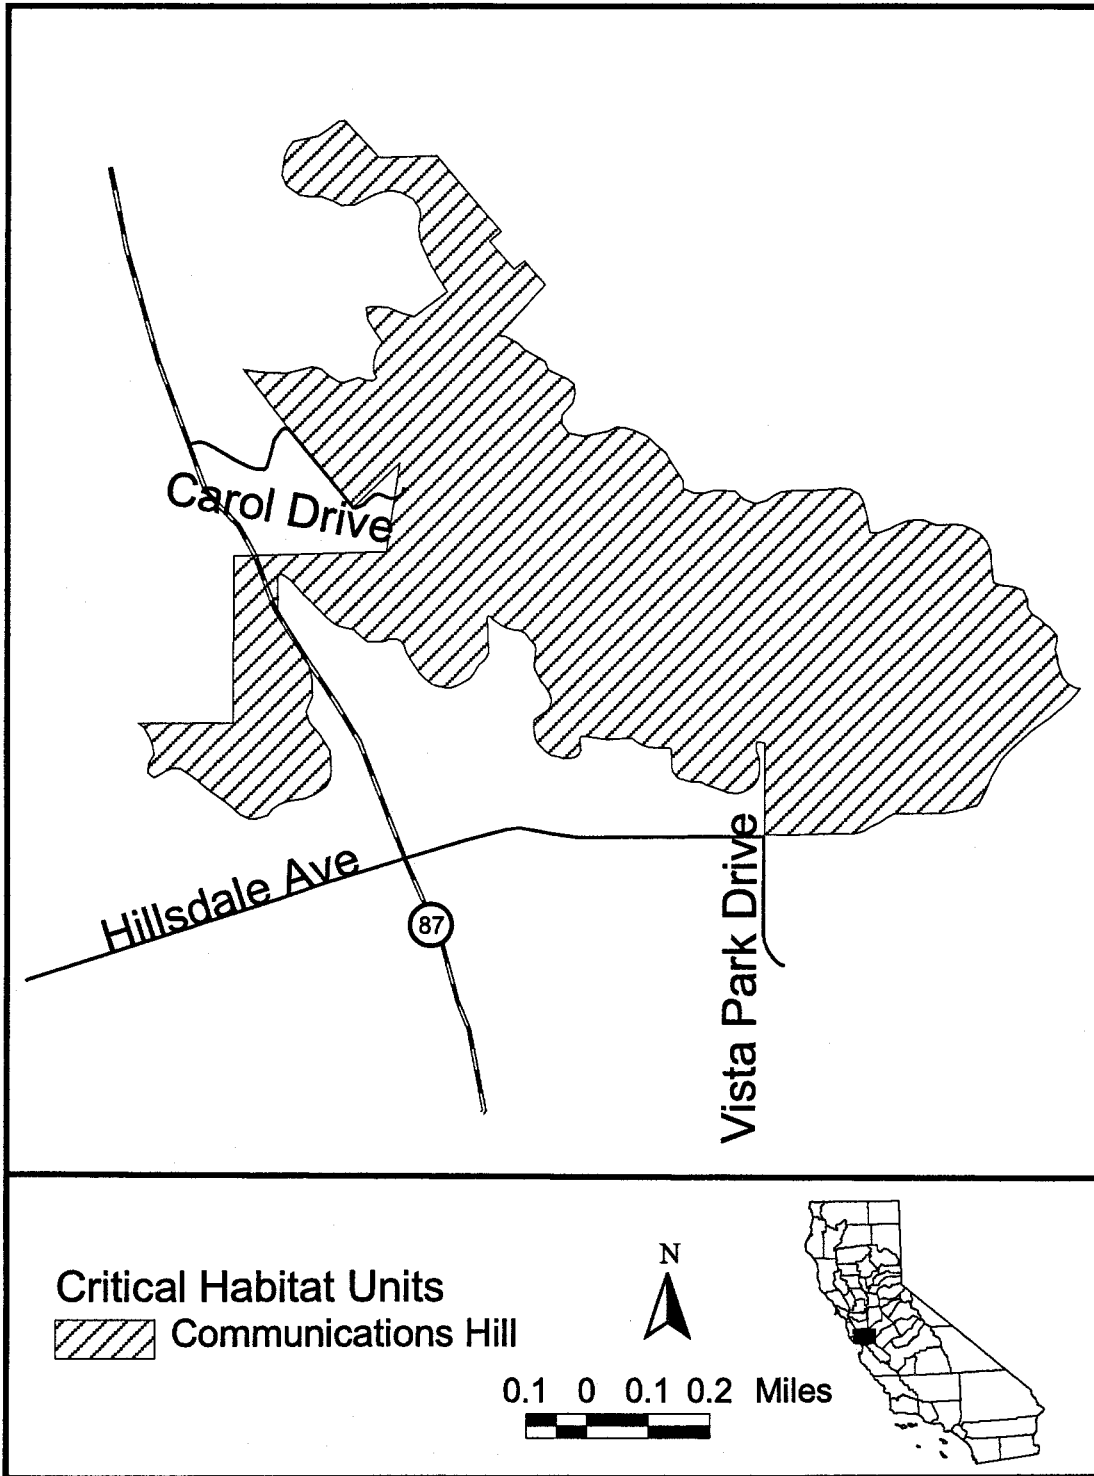 Carol Drive
Hillsdale Ave
87
Vista Park Drive
Critical Habitat Units
Communications Hill
N
0.1 0 0.1 0.2 Miles